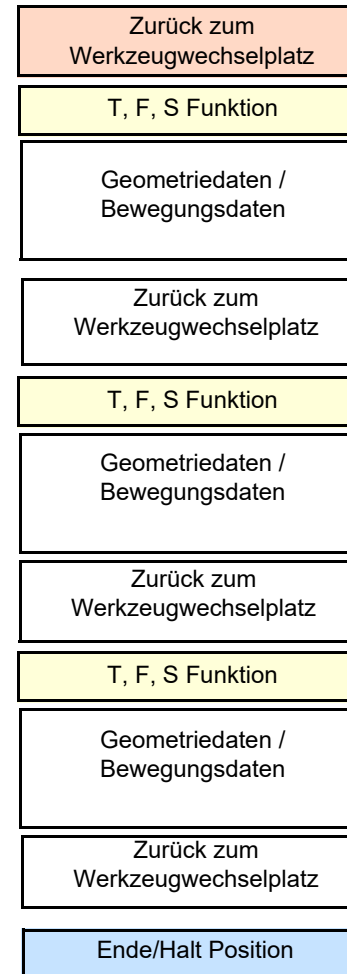 Zurück zum
Werkzeugwechselplatz
T, F, S Funktion
Geometriedaten /
Bewegungsdaten
Zurück zum
Werkzeugwechselplatz
T, F, S Funktion
Geometriedaten /
Bewegungsdaten
Zurück zum
Werkzeugwechselplatz
T, F, S Funktion
Geometriedaten /
Bewegungsdaten
Zurück zum
Werkzeugwechselplatz
Ende/Halt Position